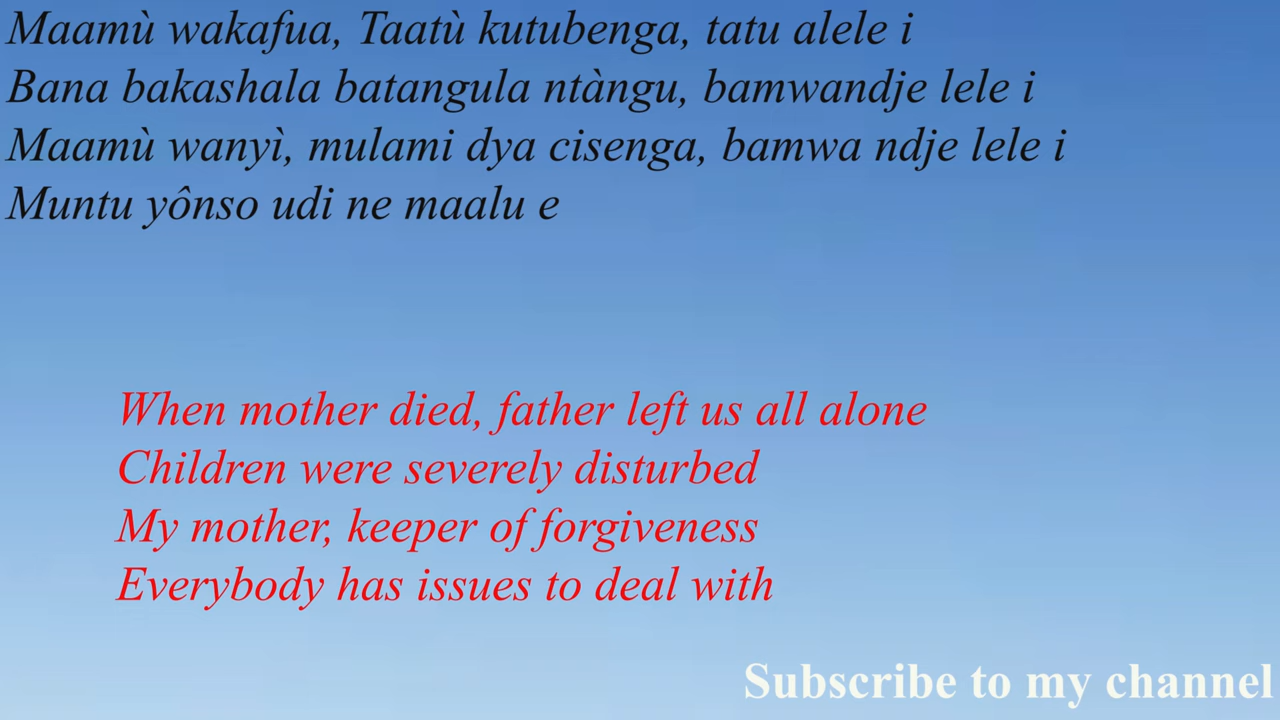 Maamù wakafua, Taatù kutubenga, tatu alele i
Bana bakashala batangula ntàngu, bamwandje lele i
Maamù wanyì, mulami dya cisenga, bamwa ndje lele i
Muntu yônso udi ne maalu e
When mother died, father left us all alone
Children were severely disturbed
My mother, keeper of forgiveness
Everybody has issues to deal with
Subscribe to my channel